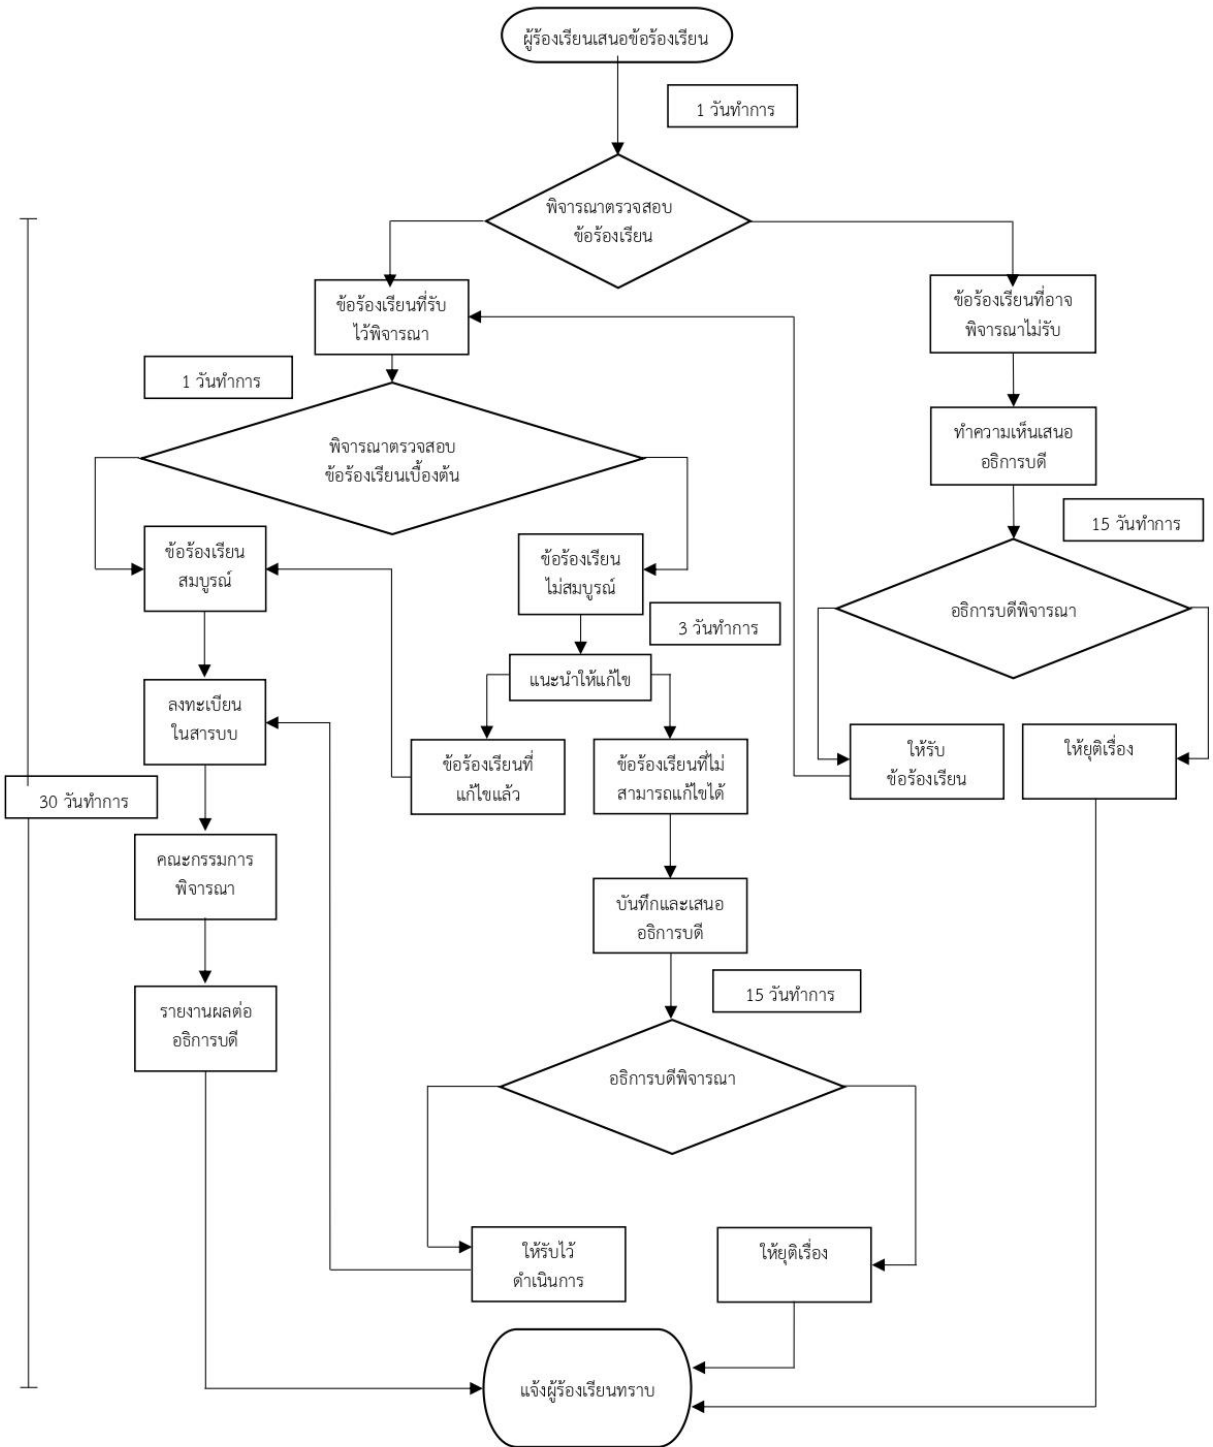 ผู้ร้องเรียนเสนอข้อร้องเรียน
1 วันทำการ
พิจารณาตรวจสอบ
ข้อร้องเรียน
ข้อร้องเรียนที่รับ
ไว้พิจารณา
ข้อร้องเรียนที่อาจ
พิจารณาไม่รับ
1 วันทำการ
พิจารณาตรวจสอบ
ข้อร้องเรียนเบื้องต้น
ทำความเห็นเสนอ
อธิการบดี
15 วันทำการ
ข้อร้องเรียน
สมบูรณ์
ข้อร้องเรียน
ไม่สมบูรณ์
3 วันทำการ
อธิการบดีพิจารณา
แนะนำให้แก้ไข
ลงทะเบียน
ในสารบบ
ข้อร้องเรียนที่
แก้ไขแล้ว
ข้อร้องเรียนที่ไม่
สามารถแก้ไขได้
ให้รับ
ข้อร้องเรียน
ให้ยุติเรื่อง
30 วันทำการ
คณะกรรมการ
พิจารณา
บันทึกและเสนอ
อธิการบดี
15 วันทำการ
รายงานผลต่อ
อธิการบดี
อธิการบดีพิจารณา
ให้รับไว้
ดำเนินการ
ให้ยุติเรื่อง
แจ้งผู้ร้องเรียนทราบ